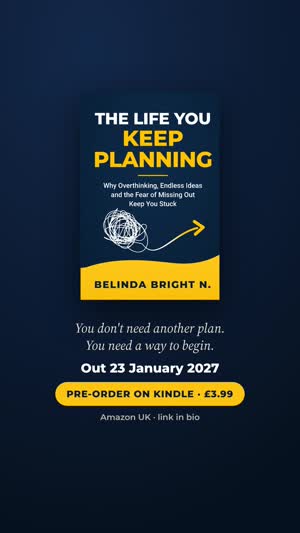 THE LIFE YOU
KEEP
PLANNING
Why Overthinking, Endless Ideas
and the Fear of Missing Out
Keep You Stuck
BELINDA BRIGHT N.
You don't need another plan.
You need a way to begin.
Out 23 January 2027
PRE-ORDER ON KINDLE · £3.99
Amazon UK · link in bio